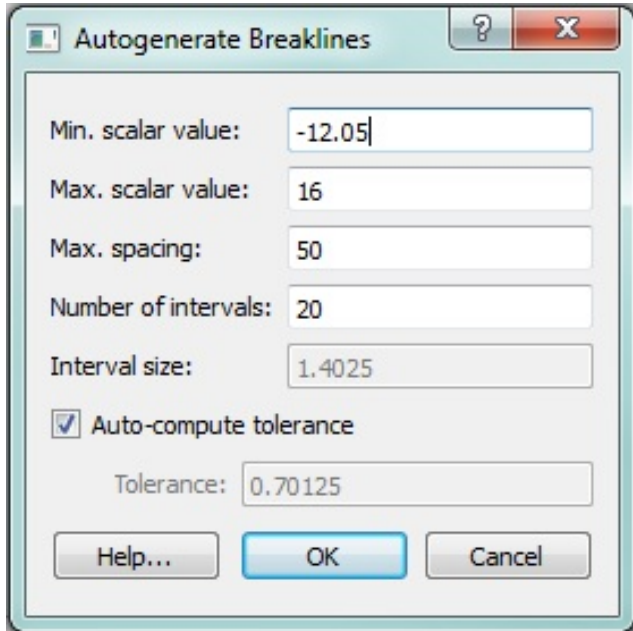 Autogenerate Breaklines
Min. scalar value: -12.05
Max. scalar value: 16
Max. spacing: 50
Number of intervals: 20
Interval size: 1.4025
Auto-compute tolerance
Tolerance: 0.70125
Help... OK Cancel